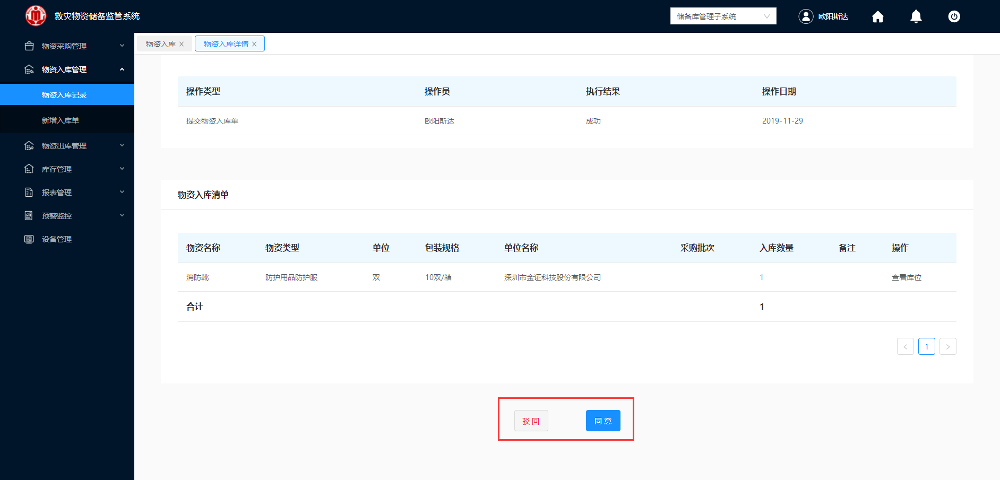 救灾物资储备监管系统
储备库管理子系统
欧阳斯达
物资采购管理
物资入库管理
物资入库记录
新增入库单
物资出库管理
库存管理
报表管理
预警监控
设备管理
物资入库
物资入库详情
操作类型 操作员 执行结果 操作日期
提交物资入库单 欧阳斯达 成功 2019-11-29
物资入库清单
物资名称 物资类型 单位 包装规格 单位名称 采购批次 入库数量 备注 操作
消防靴 防护用品防护服 双 10双/箱 深圳市金证科技股份有限公司 1 查看库位
合计 1
< 1 >
驳 回 同 意